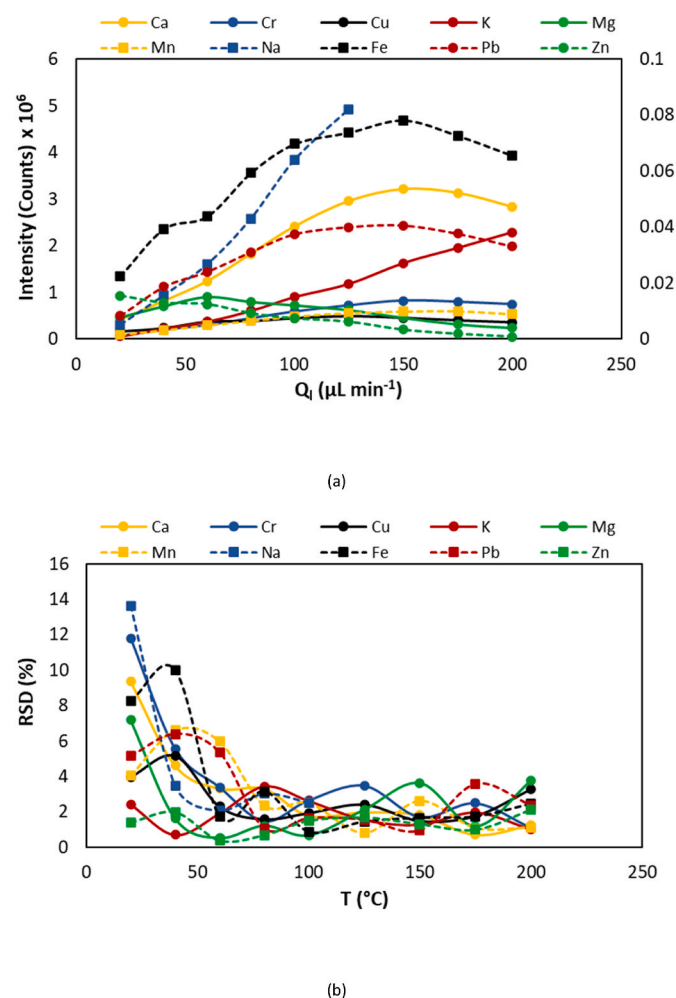 Ca Cr Cu K Mg
Mn Na Fe Pb Zn
6 0.1
5 0.08
4 0.06
3
2 0.04
1 0.02
0 0
0 50 100 150 200 250
Intensity (Counts) x 10⁶
Qₗ (µL min⁻¹)
(a)
Ca Cr Cu K Mg
Mn Na Fe Pb Zn
16
14
12
10
8
6
4
2
0
0 50 100 150 200 250
RSD (%)
T (°C)
(b)